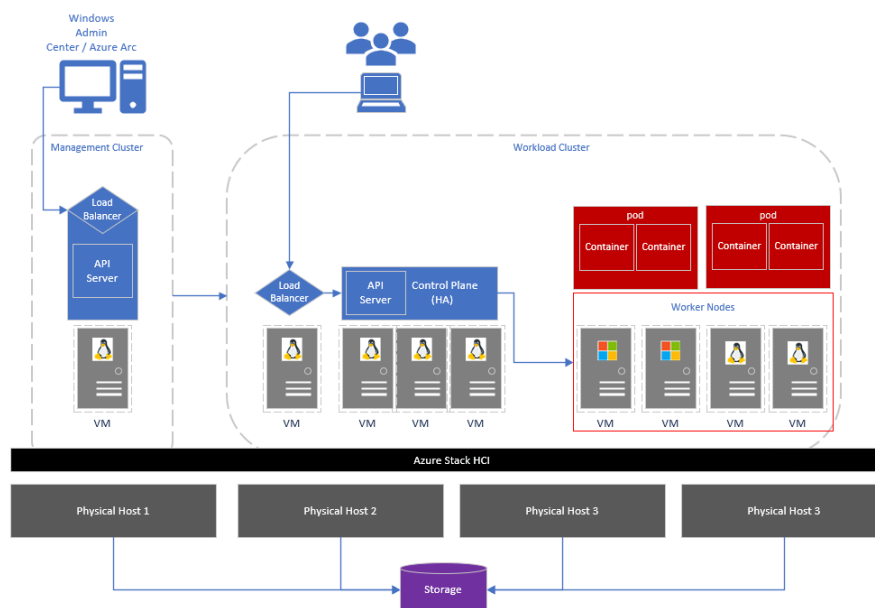 Windows
Admin
Center / Azure Arc
Management Cluster
Workload Cluster
Load
Balancer
API
Server
pod
Container
Container
pod
Container
Container
Load
Balancer
API
Server
Control Plane
(HA)
Worker Nodes
VM
VM
VM
VM
VM
VM
VM
VM
VM
Azure Stack HCI
Physical Host 1
Physical Host 2
Physical Host 3
Physical Host 3
Storage